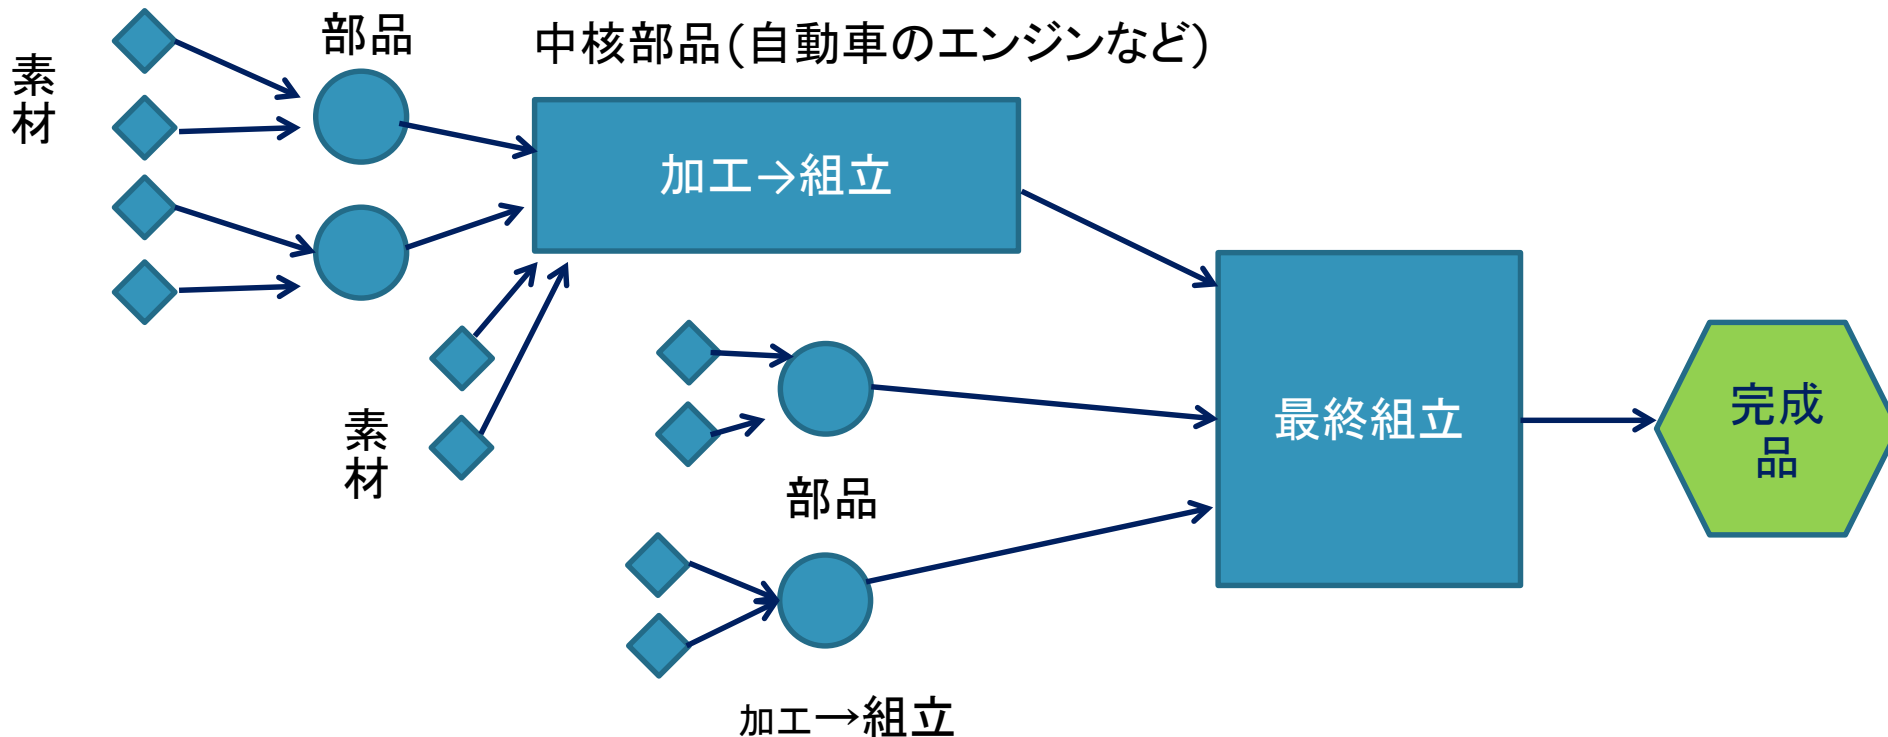 部品
中核部品(自動車のエンジンなど)
素材
加工→組立
素材
最終組立
完成
品
部品
加工→組立